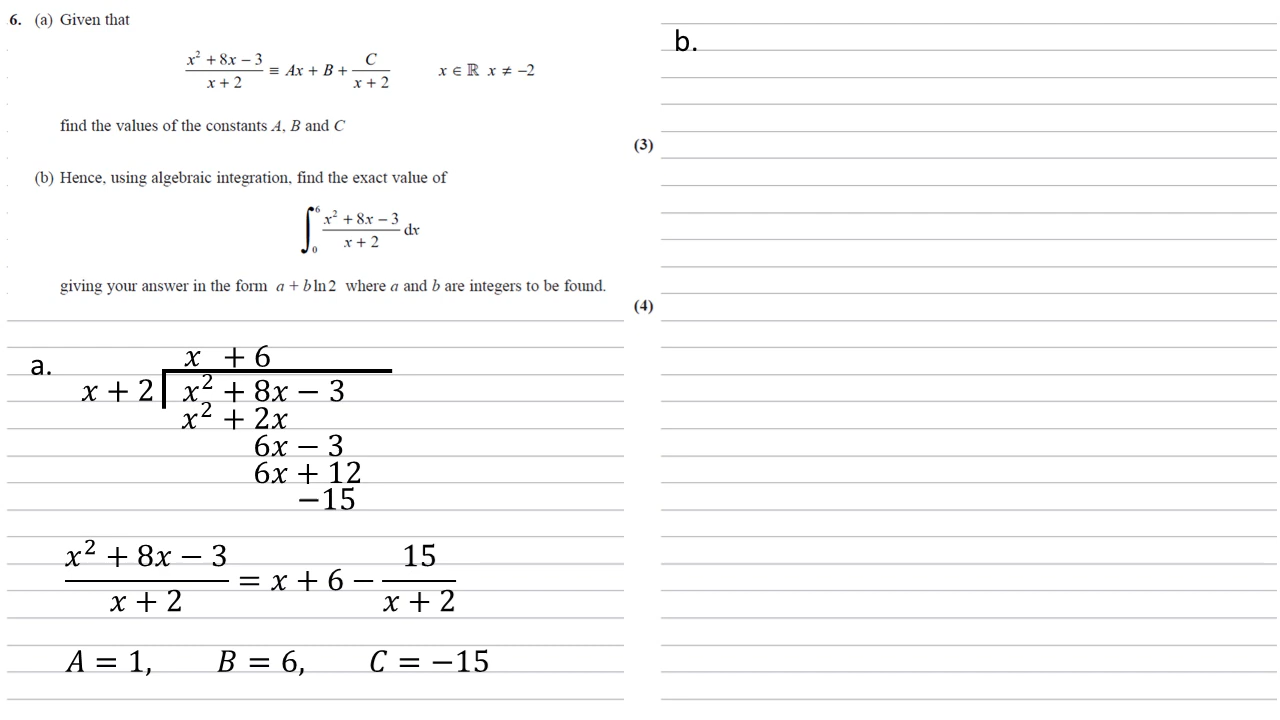 6. (a) Given that
x² + 8x − 3 / x + 2 ≡ Ax + B + C / x + 2    x ∈ ℝ  x ≠ −2
find the values of the constants A, B and C
(3)
(b) Hence, using algebraic integration, find the exact value of
∫₀⁶ x² + 8x − 3 / x + 2 dx
giving your answer in the form a + b ln 2 where a and b are integers to be found.
(4)
a.
x + 6
x + 2 | x² + 8x − 3
x² + 2x
6x − 3
6x + 12
−15
x² + 8x − 3 / x + 2 = x + 6 − 15 / x + 2
A = 1,    B = 6,    C = −15
b.